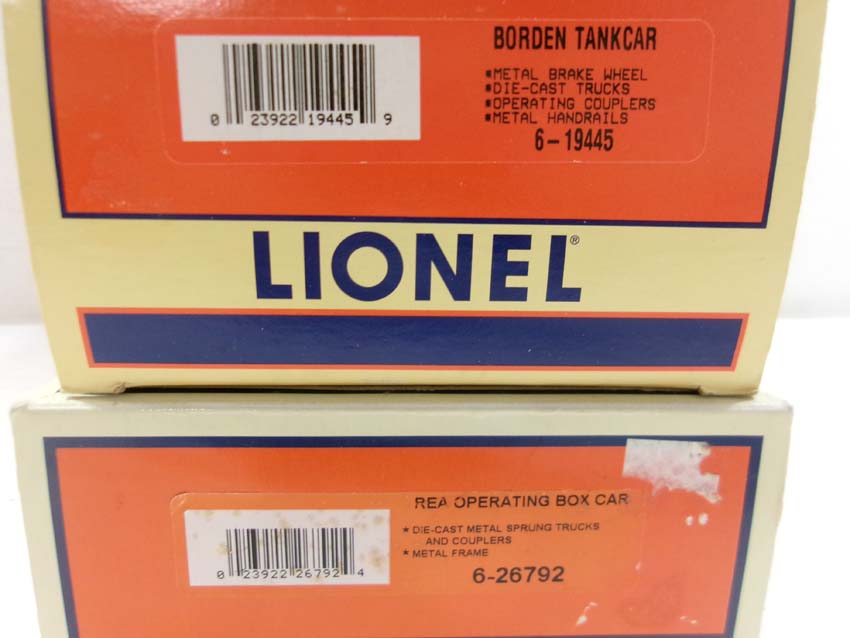 BORDEN TANKCAR
*METAL BRAKE WHEEL
*DIE-CAST TRUCKS
*OPERATING COUPLERS
*METAL HANDRAILS
6-19445
0 23922 19445 9
LIONEL®
REA OPERATING BOX CAR
* DIE-CAST METAL SPRUNG TRUCKS
AND COUPLERS
* METAL FRAME
6-26792
0 23922 26792 4